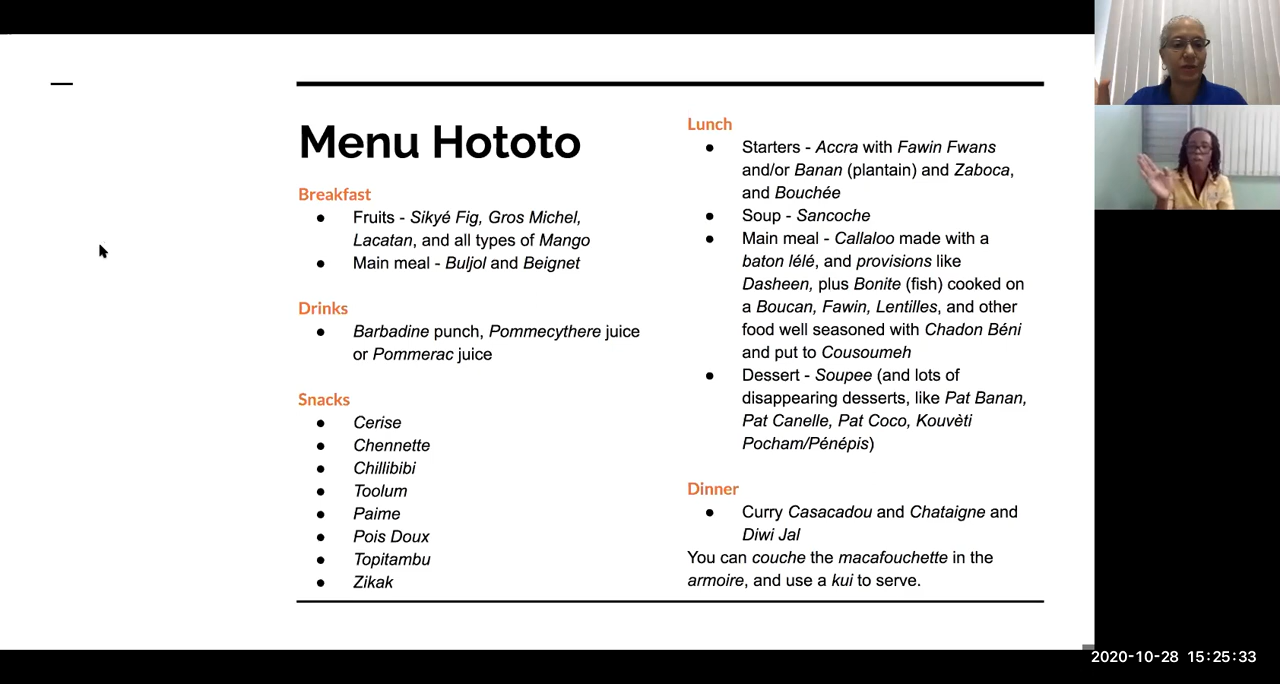 Menu Hototo
Breakfast
● Fruits - Sikyé Fig, Gros Michel,
Lacatan, and all types of Mango
● Main meal - Buljol and Beignet
Drinks
● Barbadine punch, Pommecythere juice
or Pommerac juice
Snacks
● Cerise
● Chennette
● Chillibibi
● Toolum
● Paime
● Pois Doux
● Topitambu
● Zikak
Lunch
● Starters - Accra with Fawin Fwans
and/or Banan (plantain) and Zaboca,
and Bouchée
● Soup - Sancoche
● Main meal - Callaloo made with a
baton lélé, and provisions like
Dasheen, plus Bonite (fish) cooked on
a Boucan, Fawin, Lentilles, and other
food well seasoned with Chadon Béni
and put to Cousoumeh
● Dessert - Soupee (and lots of
disappearing desserts, like Pat Banan,
Pat Canelle, Pat Coco, Kouvèti
Pocham/Pénépis)
Dinner
● Curry Casacadou and Chataigne and
Diwi Jal
You can couche the macafouchette in the
armoire, and use a kui to serve.
2020-10-28 15:25:33